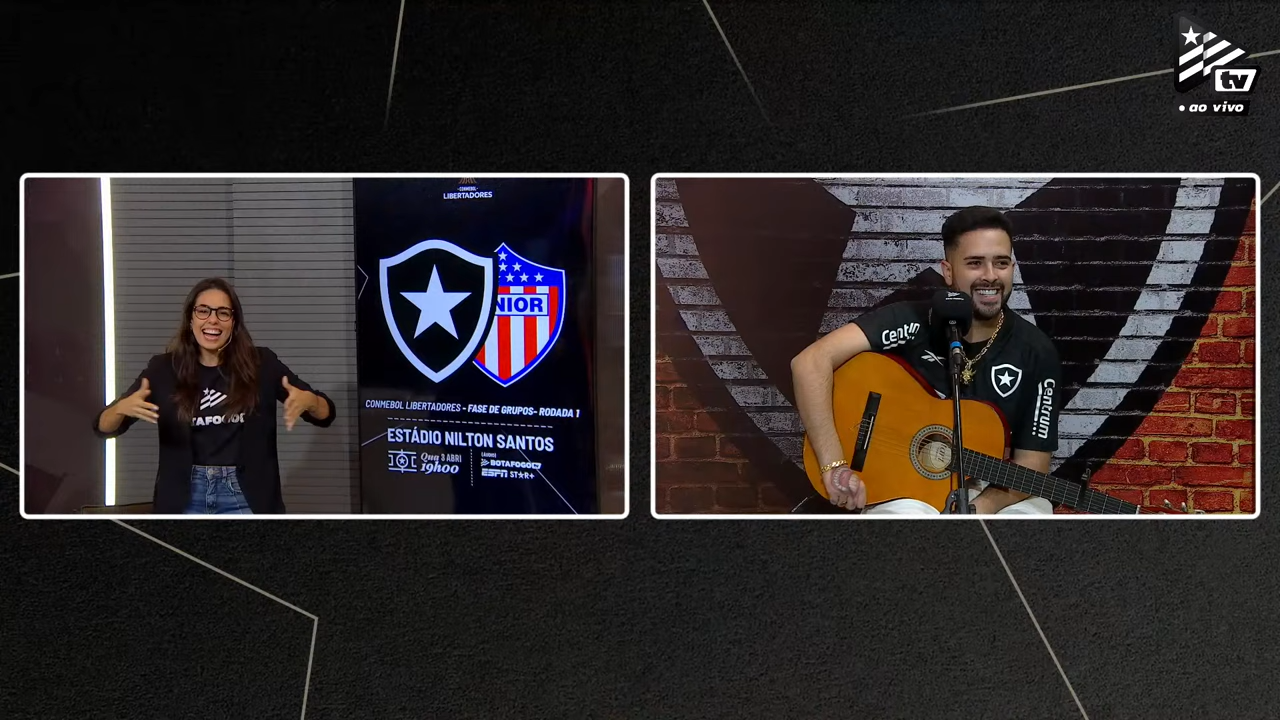 tv
ao vivo
CONMEBOL
LIBERTADORES
NIOR
CONMEBOL LIBERTADORES - FASE DE GRUPOS- RODADA 1
ESTÁDIO NILTON SANTOS
Qua 3 ABRI
19h00
BOTAFOGO
ESPN STAR+
TAFOGO
Centrum